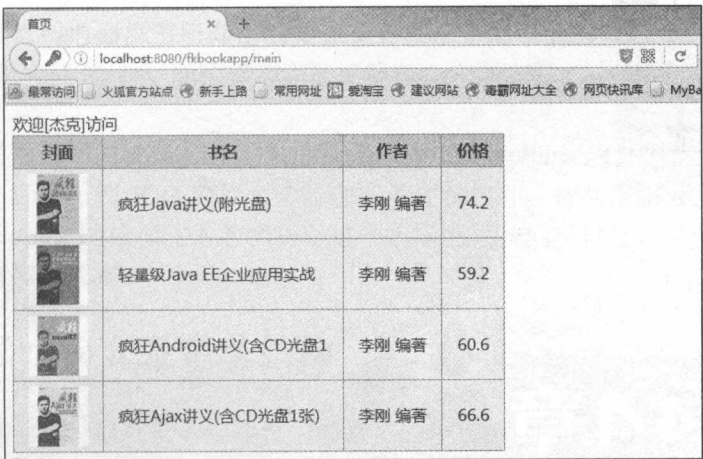 首页 × +
localhost:8080/fkbookapp/main
最常访问 火狐官方站点 新手上路 常用网址 爱淘宝 建议网站 毒霸网址大全 网页快讯库 MyBa
欢迎[杰克]访问
封面 书名 作者 价格
疯狂Java讲义(附光盘) 李刚 编著 74.2
轻量级Java EE企业应用实战 李刚 编著 59.2
疯狂Android讲义(含CD光盘1 李刚 编著 60.6
疯狂Ajax讲义(含CD光盘1张) 李刚 编著 66.6